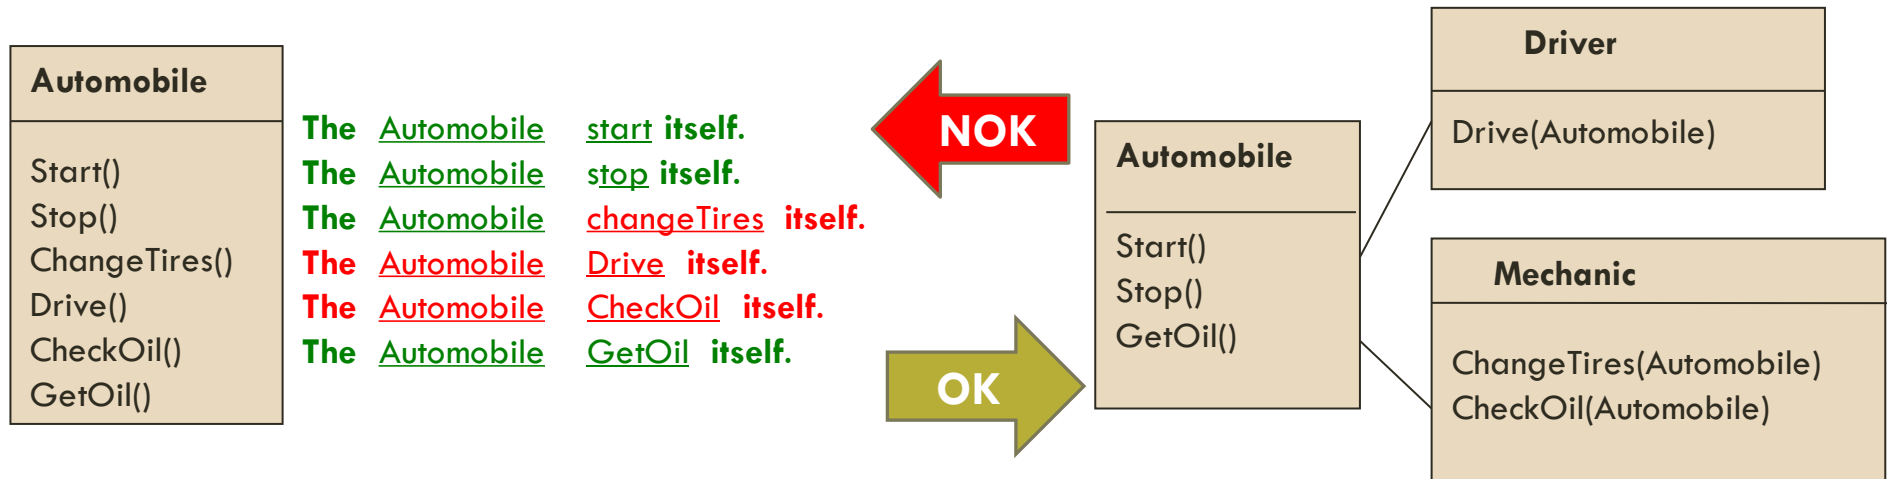 Automobile
Start()
Stop()
ChangeTires()
Drive()
CheckOil()
GetOil()
The Automobile start itself.
The Automobile stop itself.
The Automobile changeTires itself.
The Automobile Drive itself.
The Automobile CheckOil itself.
The Automobile GetOil itself.
NOK
OK
Automobile
Start()
Stop()
GetOil()
Driver
Drive(Automobile)
Mechanic
ChangeTires(Automobile)
CheckOil(Automobile)